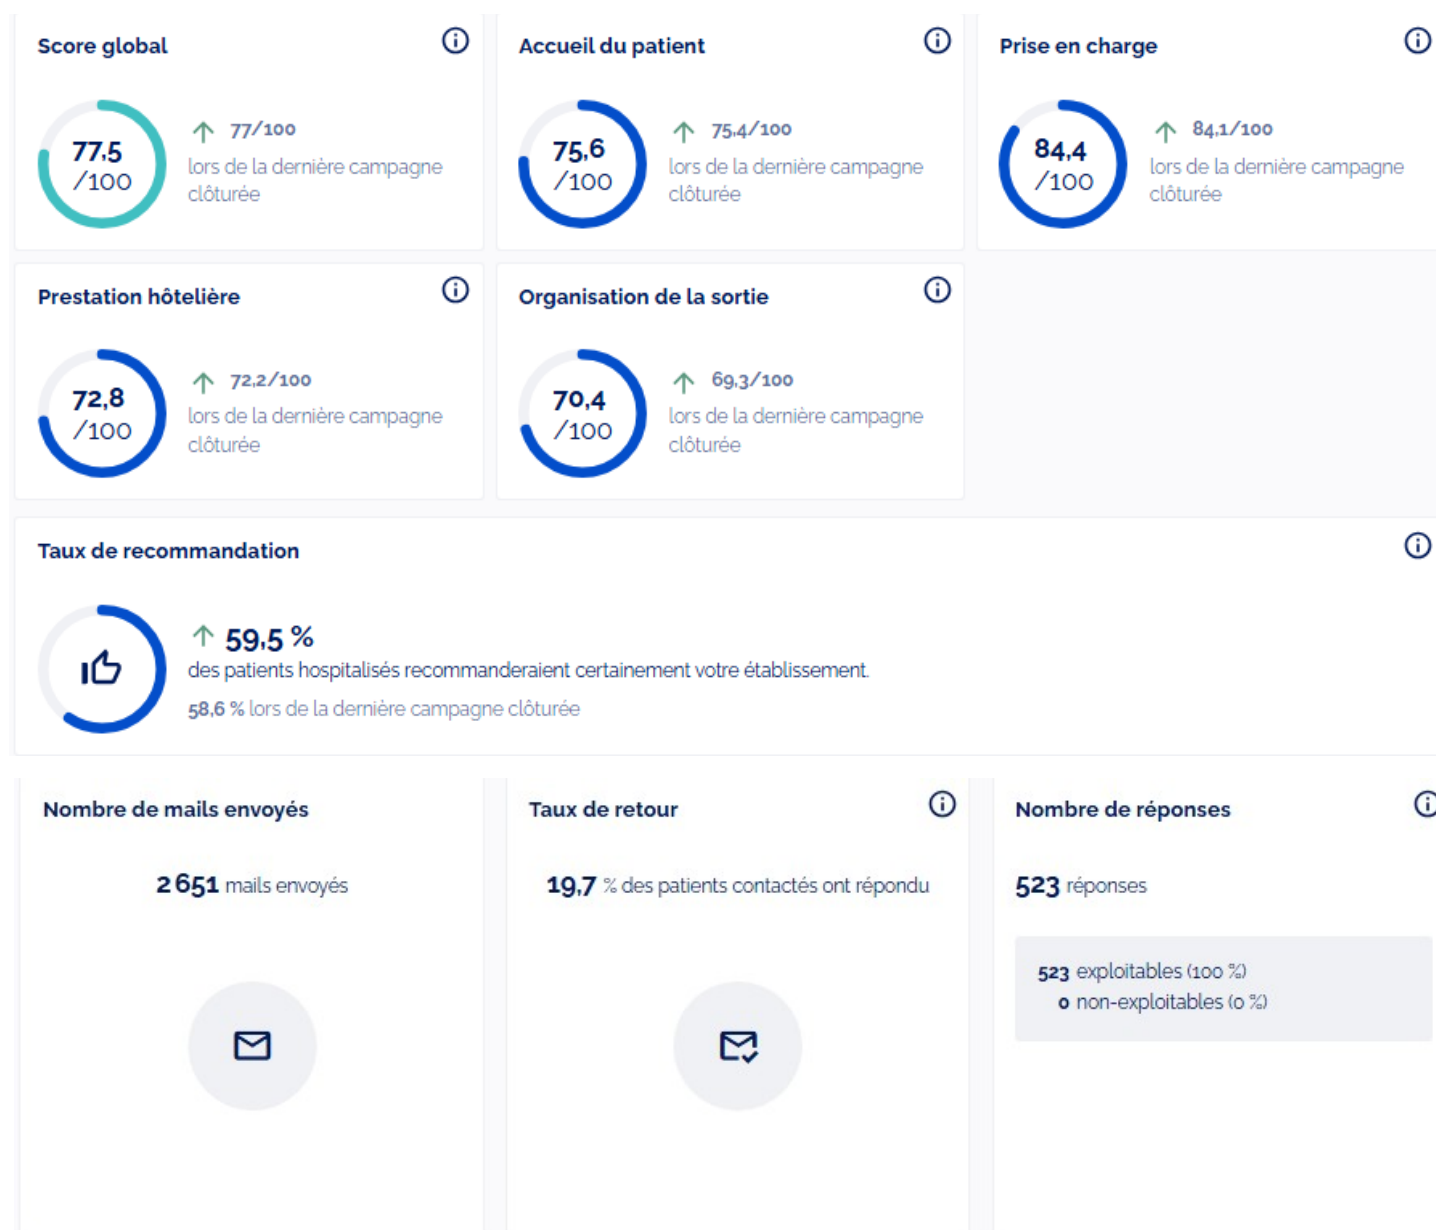 Score global
77,5
/100
77/100
lors de la dernière campagne
clôturée
Accueil du patient
75,6
/100
75,4/100
lors de la dernière campagne
clôturée
Prise en charge
84,4
/100
84,1/100
lors de la dernière campagne
clôturée
Prestation hôtelière
72,8
/100
72,2/100
lors de la dernière campagne
clôturée
Organisation de la sortie
70,4
/100
69,3/100
lors de la dernière campagne
clôturée
Taux de recommandation
59,5 %
des patients hospitalisés recommanderaient certainement votre établissement.
58,6 % lors de la dernière campagne clôturée
Nombre de mails envoyés
2 651 mails envoyés
Taux de retour
19,7 % des patients contactés ont répondu
Nombre de réponses
523 réponses
523 exploitables (100 %)
0 non-exploitables (0 %)